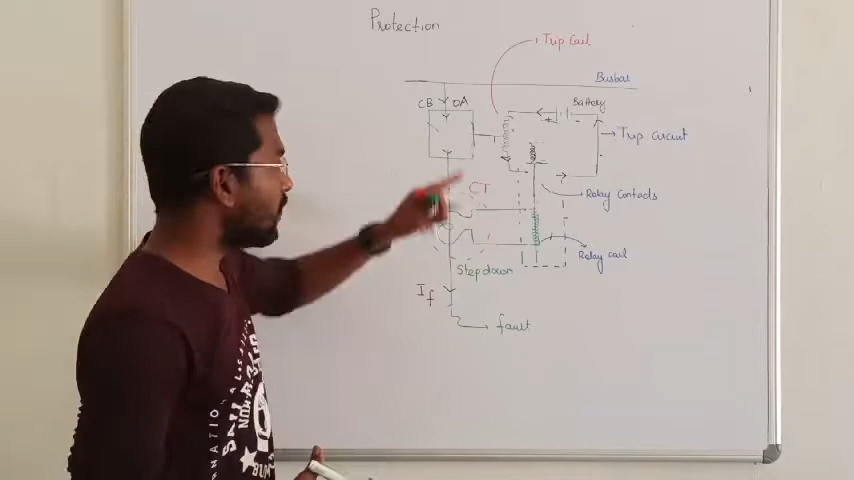 Protection
Trip Coil
Busbar
CB OA
Battery
+ -
Trip Circuit
CT
Relay Contacts
Relay coil
Step down
If
fault